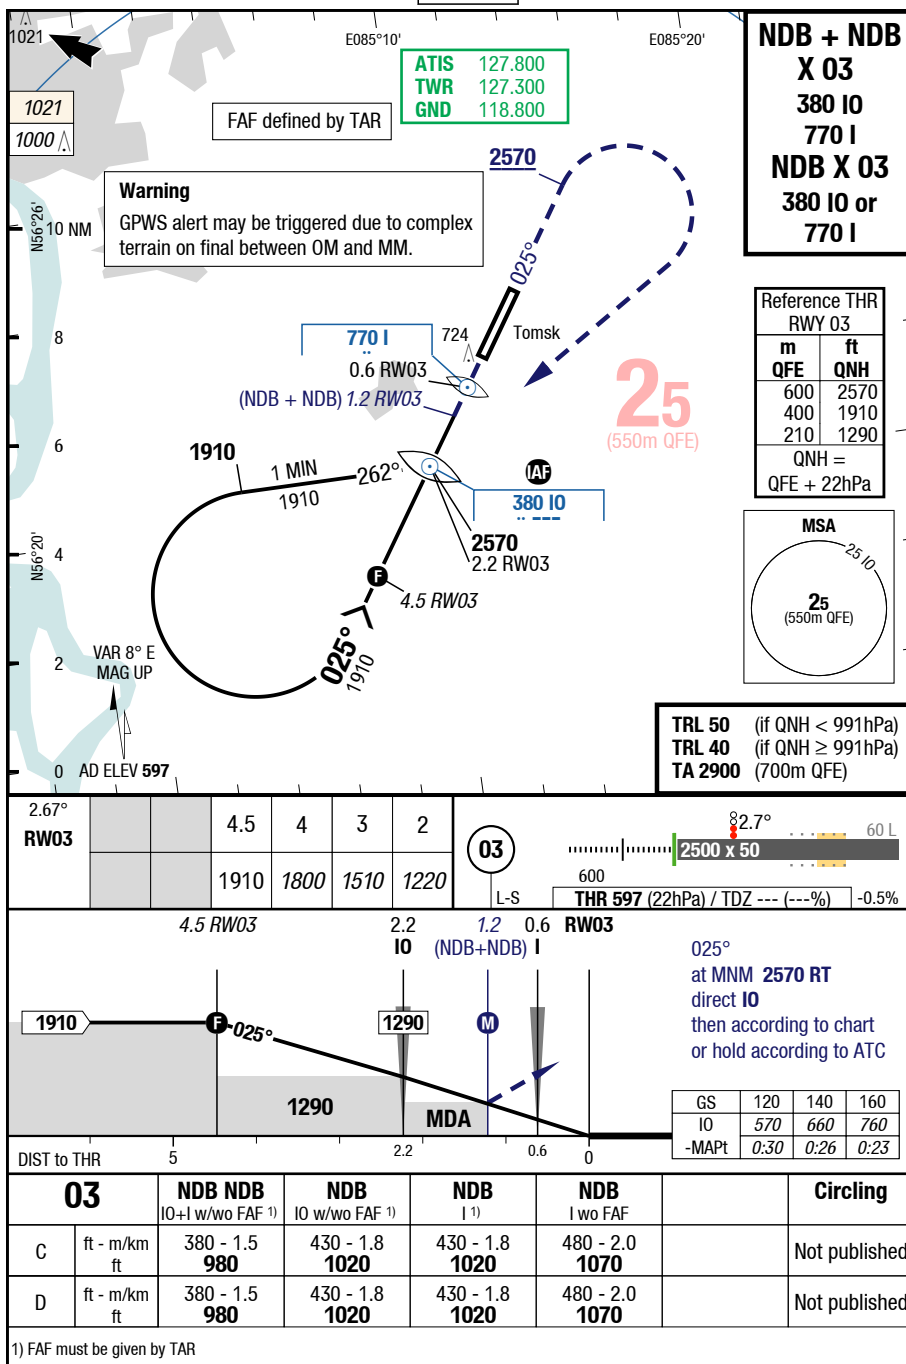 1021
E085°10'
E085°20'
NDB + NDB
X 03
380 IO
770 I
NDB X 03
380 IO or
770 I
ATIS 127.800
TWR 127.300
GND 118.800
1021
1000
FAF defined by TAR
2570
Warning
GPWS alert may be triggered due to complex
terrain on final between OM and MM.
N56°26'
10 NM
025°
Reference THR
RWY 03
m ft
QFE QNH
600 2570
400 1910
210 1290
QNH =
QFE + 22hPa
8
770 I
724
Tomsk
0.6 RW03
(NDB + NDB) 1.2 RW03
25
(550m QFE)
6
1910
1 MIN
1910
262°
IAF
380 IO
2570
2.2 RW03
N56°20'
4
F
4.5 RW03
MSA
25 IO
25
(550m QFE)
025°
1910
VAR 8° E
MAG UP
2
0
AD ELEV 597
TRL 50 (if QNH < 991hPa)
TRL 40 (if QNH ≥ 991hPa)
TA 2900 (700m QFE)
2.67°
RW03
4.5 4 3 2
1910 1800 1510 1220
03
L-S
2.7°
60 L
2500 x 50
600
THR 597 (22hPa) / TDZ --- (---%)
-0.5%
4.5 RW03
2.2
IO
1.2
(NDB+NDB)
0.6
I
RW03
025°
at MNM 2570 RT
direct IO
then according to chart
or hold according to ATC
1910
F
025°
1290
M
1290
MDA
GS 120 140 160
IO 570 660 760
-MAPt 0:30 0:26 0:23
DIST to THR 5 2.2 0.6 0
03 NDB NDB NDB NDB NDB Circling
IO+I w/wo FAF 1) IO w/wo FAF 1) I 1) I wo FAF
C ft - m/km 380 - 1.5 430 - 1.8 430 - 1.8 480 - 2.0 Not published
ft 980 1020 1020 1070
D ft - m/km 380 - 1.5 430 - 1.8 430 - 1.8 480 - 2.0 Not published
ft 980 1020 1020 1070
1) FAF must be given by TAR